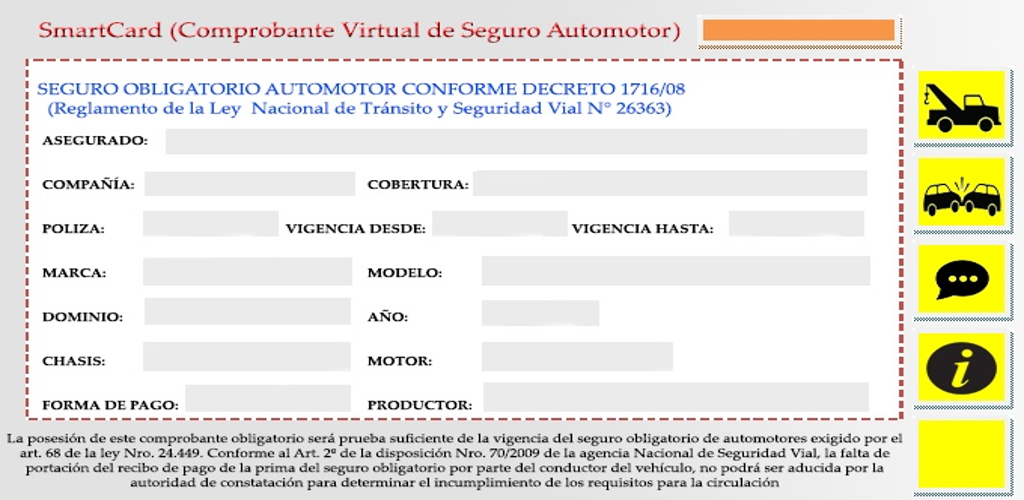 SmartCard (Comprobante Virtual de Seguro Automotor)
SEGURO OBLIGATORIO AUTOMOTOR CONFORME DECRETO 1716/08
(Reglamento de la Ley Nacional de Tránsito y Seguridad Vial N° 26363)
ASEGURADO:
COMPAÑÍA: COBERTURA:
POLIZA: VIGENCIA DESDE: VIGENCIA HASTA:
MARCA: MODELO:
DOMINIO: AÑO:
CHASIS: MOTOR:
FORMA DE PAGO: PRODUCTOR:
La posesión de este comprobante obligatorio será prueba suficiente de la vigencia del seguro obligatorio de automotores exigido por el
art. 68 de la ley Nro. 24.449. Conforme al Art. 2º de la disposición Nro. 70/2009 de la agencia Nacional de Seguridad Vial, la falta de
portación del recibo de pago de la prima del seguro obligatorio por parte del conductor del vehículo, no podrá ser aducida por la
autoridad de constatación para determinar el incumplimiento de los requisitos para la circulación